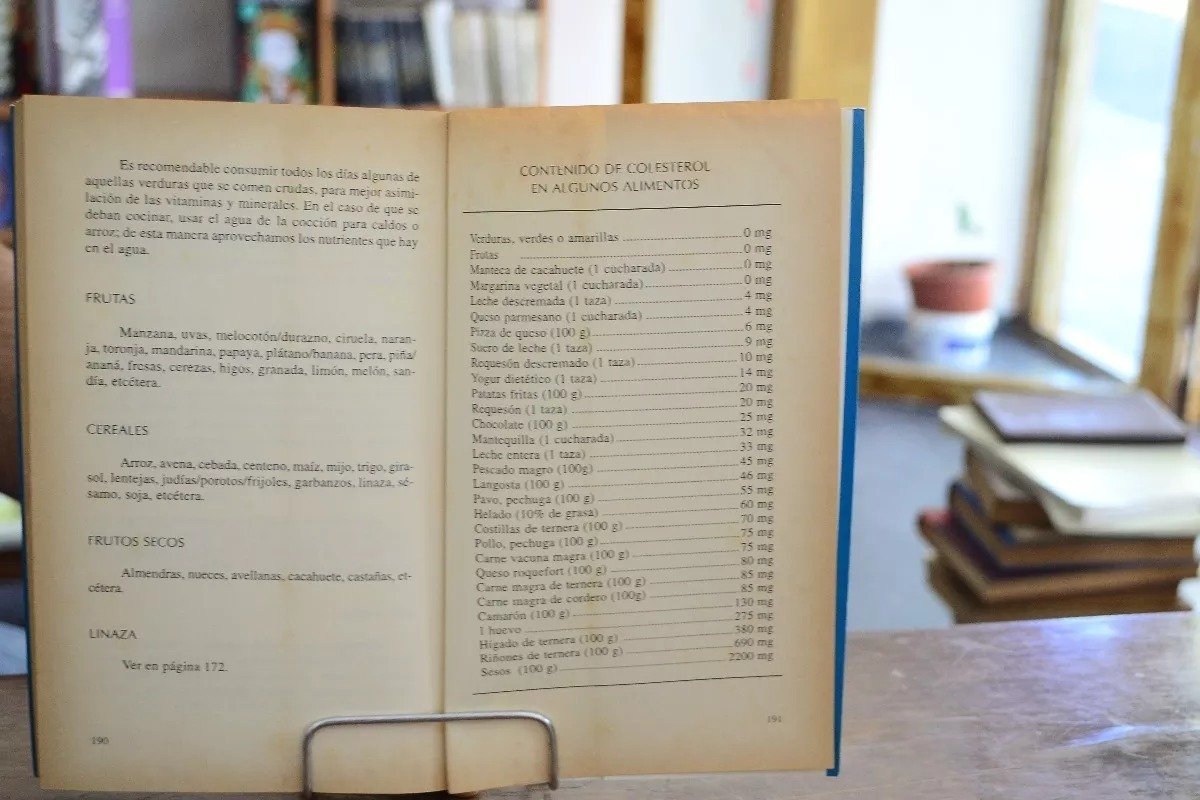 Es recomendable consumir todos los días algunas de
aquellas verduras que se comen crudas, para mejor asimi-
lación de las vitaminas y minerales. En el caso de que se
deban cocinar, usar el agua de la cocción para caldos o
arroz; de esta manera aprovechamos los nutrientes que hay
en el agua.
FRUTAS
Manzana, uvas, melocotón/durazno, ciruela, naran-
ja, toronja, mandarina, papaya, plátano/banana, pera, piña/
ananá, fresas, cerezas, higos, granada, limón, melón, san-
día, etcétera.
CEREALES
Arroz, avena, cebada, centeno, maíz, mijo, trigo, gira-
sol, lentejas, judías/porotos/frijoles, garbanzos, linaza, sé-
samo, soja, etcétera.
FRUTOS SECOS
Almendras, nueces, avellanas, cacahuete, castañas, et-
cétera.
LINAZA
Ver en página 172.
190
CONTENIDO DE COLESTEROL
EN ALGUNOS ALIMENTOS
Verduras, verdes o amarillas 0 mg
Frutas 0 mg
Manteca de cacahuete (1 cucharada) 0 mg
Margarina vegetal (1 cucharada) 0 mg
Leche descremada (1 taza) 4 mg
Queso parmesano (1 cucharada) 4 mg
Pizza de queso (100 g) 6 mg
Suero de leche (1 taza) 9 mg
Requesón descremado (1 taza) 10 mg
Yogur dietético (1 taza) 14 mg
Patatas fritas (100 g) 20 mg
Requesón (1 taza) 20 mg
Chocolate (100 g) 25 mg
Mantequilla (1 cucharada) 32 mg
Leche entera (1 taza) 33 mg
Pescado magro (100g) 45 mg
Langosta (100 g) 46 mg
Pavo, pechuga (100 g) 55 mg
Helado (10% de grasa) 60 mg
Costillas de ternera (100 g) 70 mg
Pollo, pechuga (100 g) 75 mg
Carne vacuna magra (100 g) 75 mg
Queso roquefort (100 g) 80 mg
Carne magra de ternera (100 g) 85 mg
Carne magra de cordero (100g) 85 mg
Camarón (100 g) 130 mg
1 huevo 275 mg
Hígado de ternera (100 g) 380 mg
Riñones de ternera (100 g) 690 mg
Sesos (100 g) 2200 mg
191